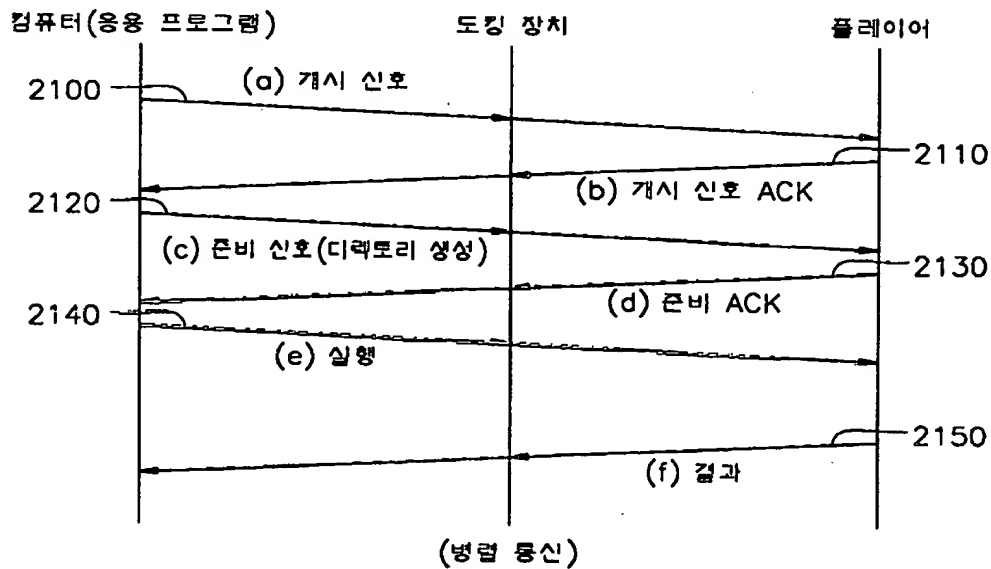 컴퓨터(응용 프로그램) 도킹 장치 플레이어
2100
(a) 개시 신호
2110
(b) 개시 신호 ACK
2120
(c) 준비 신호(디렉토리 생성)
2130
(d) 준비 ACK
2140
(e) 실행
2150
(f) 결과
(병렬 통신)